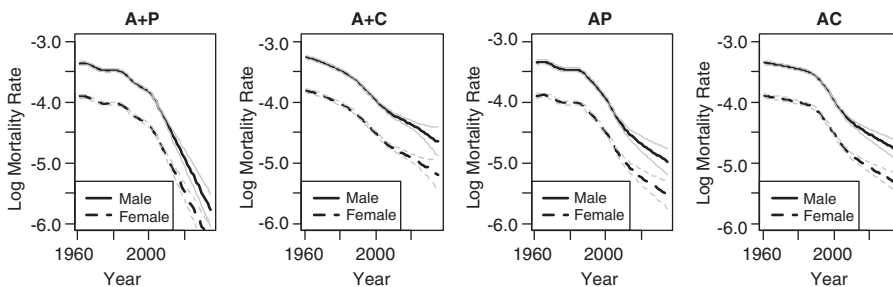 A+P
Log Mortality Rate
-3.0
-4.0
-5.0
-6.0
Male
Female
1960
2000
Year
A+C
Log Mortality Rate
-3.0
-4.0
-5.0
-6.0
Male
Female
1960
2000
Year
AP
Log Mortality Rate
-3.0
-4.0
-5.0
-6.0
Male
Female
1960
2000
Year
AC
Log Mortality Rate
-3.0
-4.0
-5.0
-6.0
Male
Female
1960
2000
Year